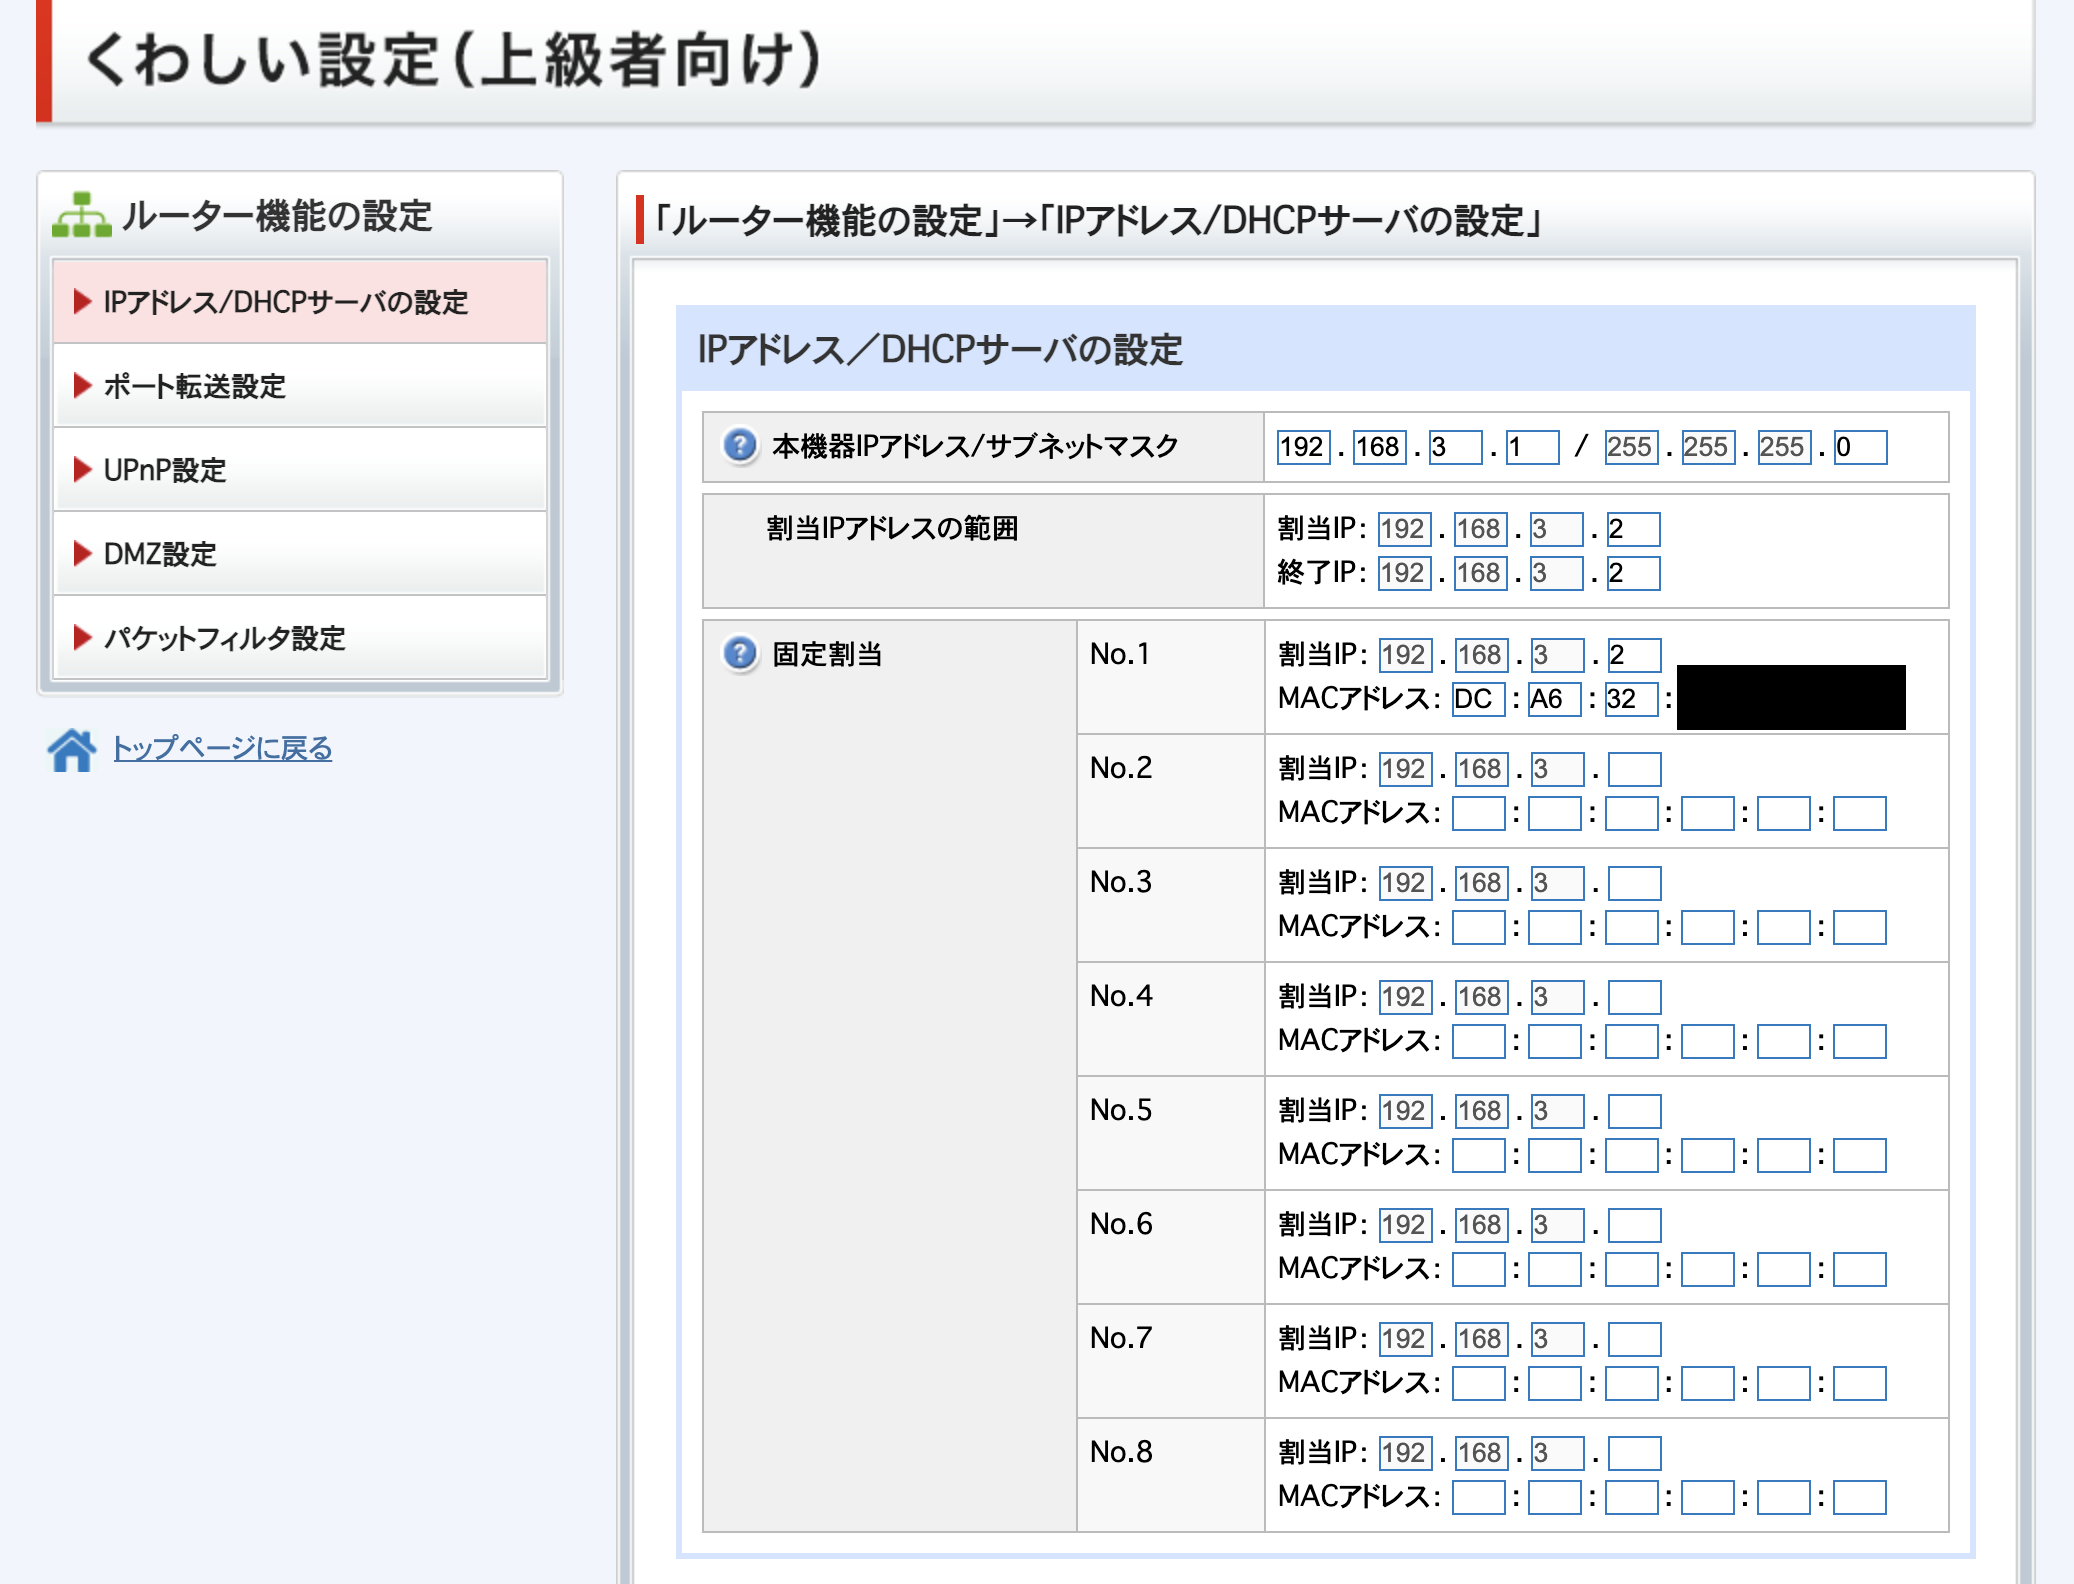 くわしい設定(上級者向け)
ルーター機能の設定
IPアドレス/DHCPサーバの設定
ポート転送設定
UPnP設定
DMZ設定
パケットフィルタ設定
トップページに戻る
「ルーター機能の設定」→「IPアドレス/DHCPサーバの設定」
IPアドレス／DHCPサーバの設定
本機器IPアドレス/サブネットマスク 192 . 168 . 3 . 1 / 255 . 255 . 255 . 0
割当IPアドレスの範囲 割当IP: 192 . 168 . 3 . 2
終了IP: 192 . 168 . 3 . 2
固定割当 No.1 割当IP: 192 . 168 . 3 . 2
MACアドレス: DC : A6 : 32 :
No.2 割当IP: 192 . 168 . 3 .
MACアドレス: : : : : :
No.3 割当IP: 192 . 168 . 3 .
MACアドレス: : : : : :
No.4 割当IP: 192 . 168 . 3 .
MACアドレス: : : : : :
No.5 割当IP: 192 . 168 . 3 .
MACアドレス: : : : : :
No.6 割当IP: 192 . 168 . 3 .
MACアドレス: : : : : :
No.7 割当IP: 192 . 168 . 3 .
MACアドレス: : : : : :
No.8 割当IP: 192 . 168 . 3 .
MACアドレス: : : : : :